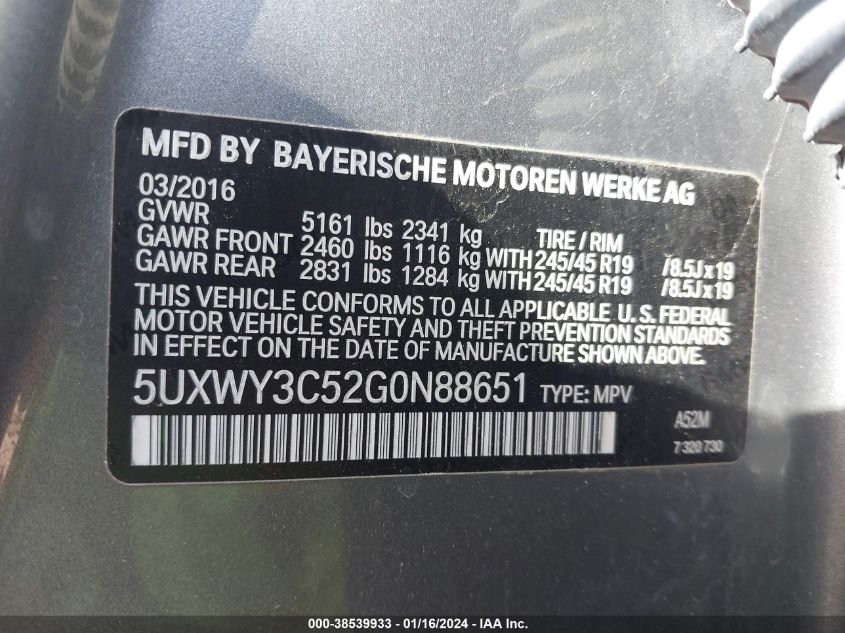 MFD BY BAYERISCHE MOTOREN WERKE AG
03/2016
GVWR 5161 lbs 2341 kg TIRE / RIM
GAWR FRONT 2460 lbs 1116 kg WITH 245/45 R19 /8.5J x 19
GAWR REAR 2831 lbs 1284 kg WITH 245/45 R19 /8.5J x 19
THIS VEHICLE CONFORMS TO ALL APPLICABLE U.S. FEDERAL
MOTOR VEHICLE SAFETY AND THEFT PREVENTION STANDARDS
IN EFFECT ON THE DATE OF MANUFACTURE SHOWN ABOVE.
5UXWY3C52G0N88651 TYPE: MPV
A52M
7 320 730
000-38539933 - 01/16/2024 - IAA Inc.